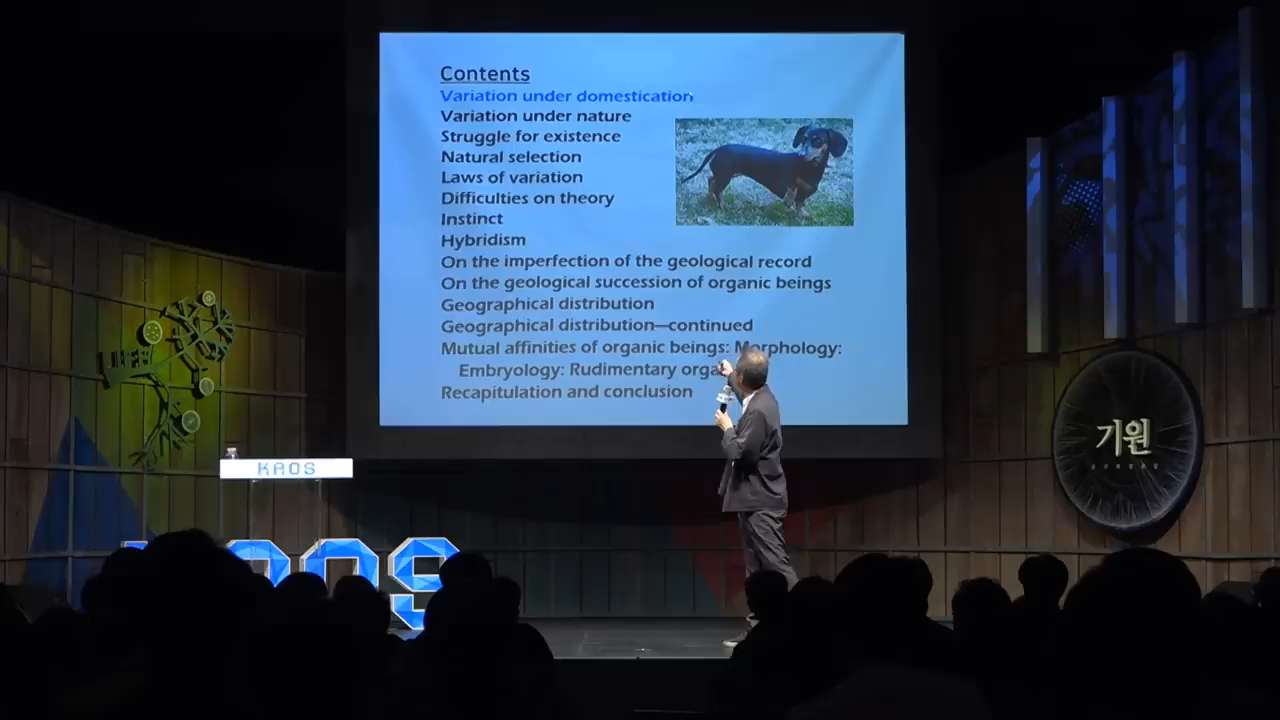 Contents
Variation under domestication
Variation under nature
Struggle for existence
Natural selection
Laws of variation
Difficulties on theory
Instinct
Hybridism
On the imperfection of the geological record
On the geological succession of organic beings
Geographical distribution
Geographical distribution—continued
Mutual affinities of organic beings: Morphology:
Embryology: Rudimentary orga
Recapitulation and conclusion
기원
KAOS